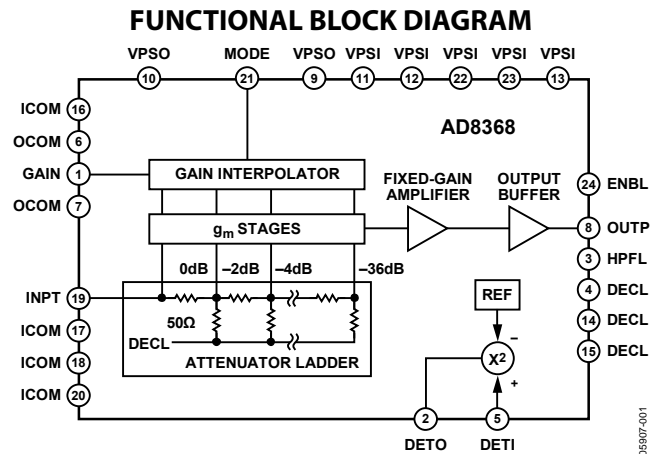 FUNCTIONAL BLOCK DIAGRAM
VPSO MODE VPSO VPSI VPSI VPSI VPSI VPSI
10 21 9 11 12 22 23 13
ICOM 16
AD8368
OCOM 6
GAIN 1
GAIN INTERPOLATOR
FIXED-GAIN
AMPLIFIER
OUTPUT
BUFFER
24 ENBL
OCOM 7
gm STAGES
8 OUTP
3 HPFL
0dB –2dB –4dB –36dB
INPT 19
REF
4 DECL
50Ω
14 DECL
ICOM 17
DECL
–
X2
15 DECL
ICOM 18
ATTENUATOR LADDER
+
ICOM 20
2 5
DETO DETI
05907-001